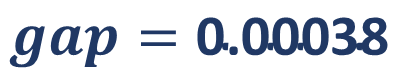 gap = 0.00038